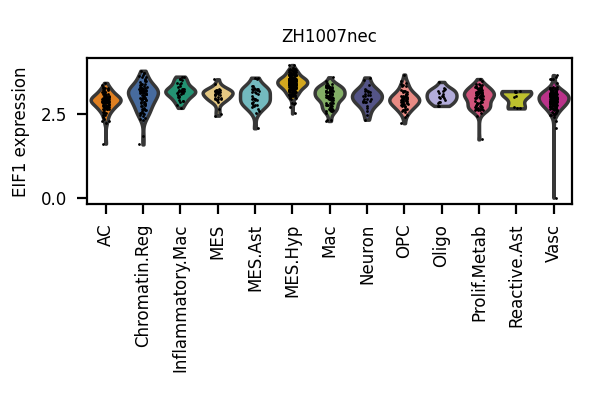 ZH1007nec
EIF1 expression
2.5
0.0
AC
Chromatin.Reg
Inflammatory.Mac
MES
MES.Ast
MES.Hyp
Mac
Neuron
OPC
Oligo
Prolif.Metab
Reactive.Ast
Vasc